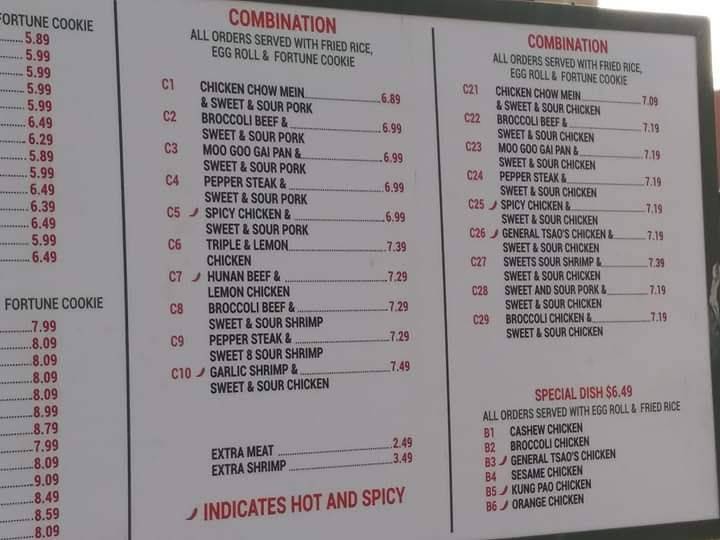 FORTUNE COOKIE
5.89
5.99
5.99
5.99
5.99
6.49
6.29
5.89
5.99
6.49
6.39
6.49
5.99
6.49
FORTUNE COOKIE
7.99
8.09
8.09
8.09
8.09
8.99
8.79
7.99
8.09
9.09
8.49
8.59
8.09
COMBINATION
ALL ORDERS SERVED WITH FRIED RICE,
EGG ROLL & FORTUNE COOKIE
C1 CHICKEN CHOW MEIN 6.89
& SWEET & SOUR PORK
C2 BROCCOLI BEEF & 6.99
SWEET & SOUR PORK
C3 MOO GOO GAI PAN & 6.99
SWEET & SOUR PORK
C4 PEPPER STEAK & 6.99
SWEET & SOUR PORK
C5 SPICY CHICKEN & 6.99
SWEET & SOUR PORK
C6 TRIPLE & LEMON 7.39
CHICKEN
C7 HUNAN BEEF & 7.29
LEMON CHICKEN
C8 BROCCOLI BEEF & 7.29
SWEET & SOUR SHRIMP
C9 PEPPER STEAK & 7.29
SWEET 8 SOUR SHRIMP
C10 GARLIC SHRIMP & 7.49
SWEET & SOUR CHICKEN
EXTRA MEAT 2.49
EXTRA SHRIMP 3.49
INDICATES HOT AND SPICY
COMBINATION
ALL ORDERS SERVED WITH FRIED RICE,
EGG ROLL & FORTUNE COOKIE
C21 CHICKEN CHOW MEIN 7.09
& SWEET & SOUR CHICKEN
C22 BROCCOLI BEEF & 7.19
SWEET & SOUR CHICKEN
C23 MOO GOO GAI PAN & 7.19
SWEET & SOUR CHICKEN
C24 PEPPER STEAK & 7.19
SWEET & SOUR CHICKEN
C25 SPICY CHICKEN & 7.19
SWEET & SOUR CHICKEN
C26 GENERAL TSAO'S CHICKEN & 7.19
SWEET & SOUR CHICKEN
C27 SWEETS SOUR SHRIMP & 7.39
SWEET & SOUR CHICKEN
C28 SWEET AND SOUR PORK & 7.19
SWEET & SOUR CHICKEN
C29 BROCCOLI CHICKEN & 7.19
SWEET & SOUR CHICKEN
SPECIAL DISH $6.49
ALL ORDERS SERVED WITH EGG ROLL & FRIED RICE
B1 CASHEW CHICKEN
B2 BROCCOLI CHICKEN
B3 GENERAL TSAO'S CHICKEN
B4 SESAME CHICKEN
B5 KUNG PAO CHICKEN
B6 ORANGE CHICKEN